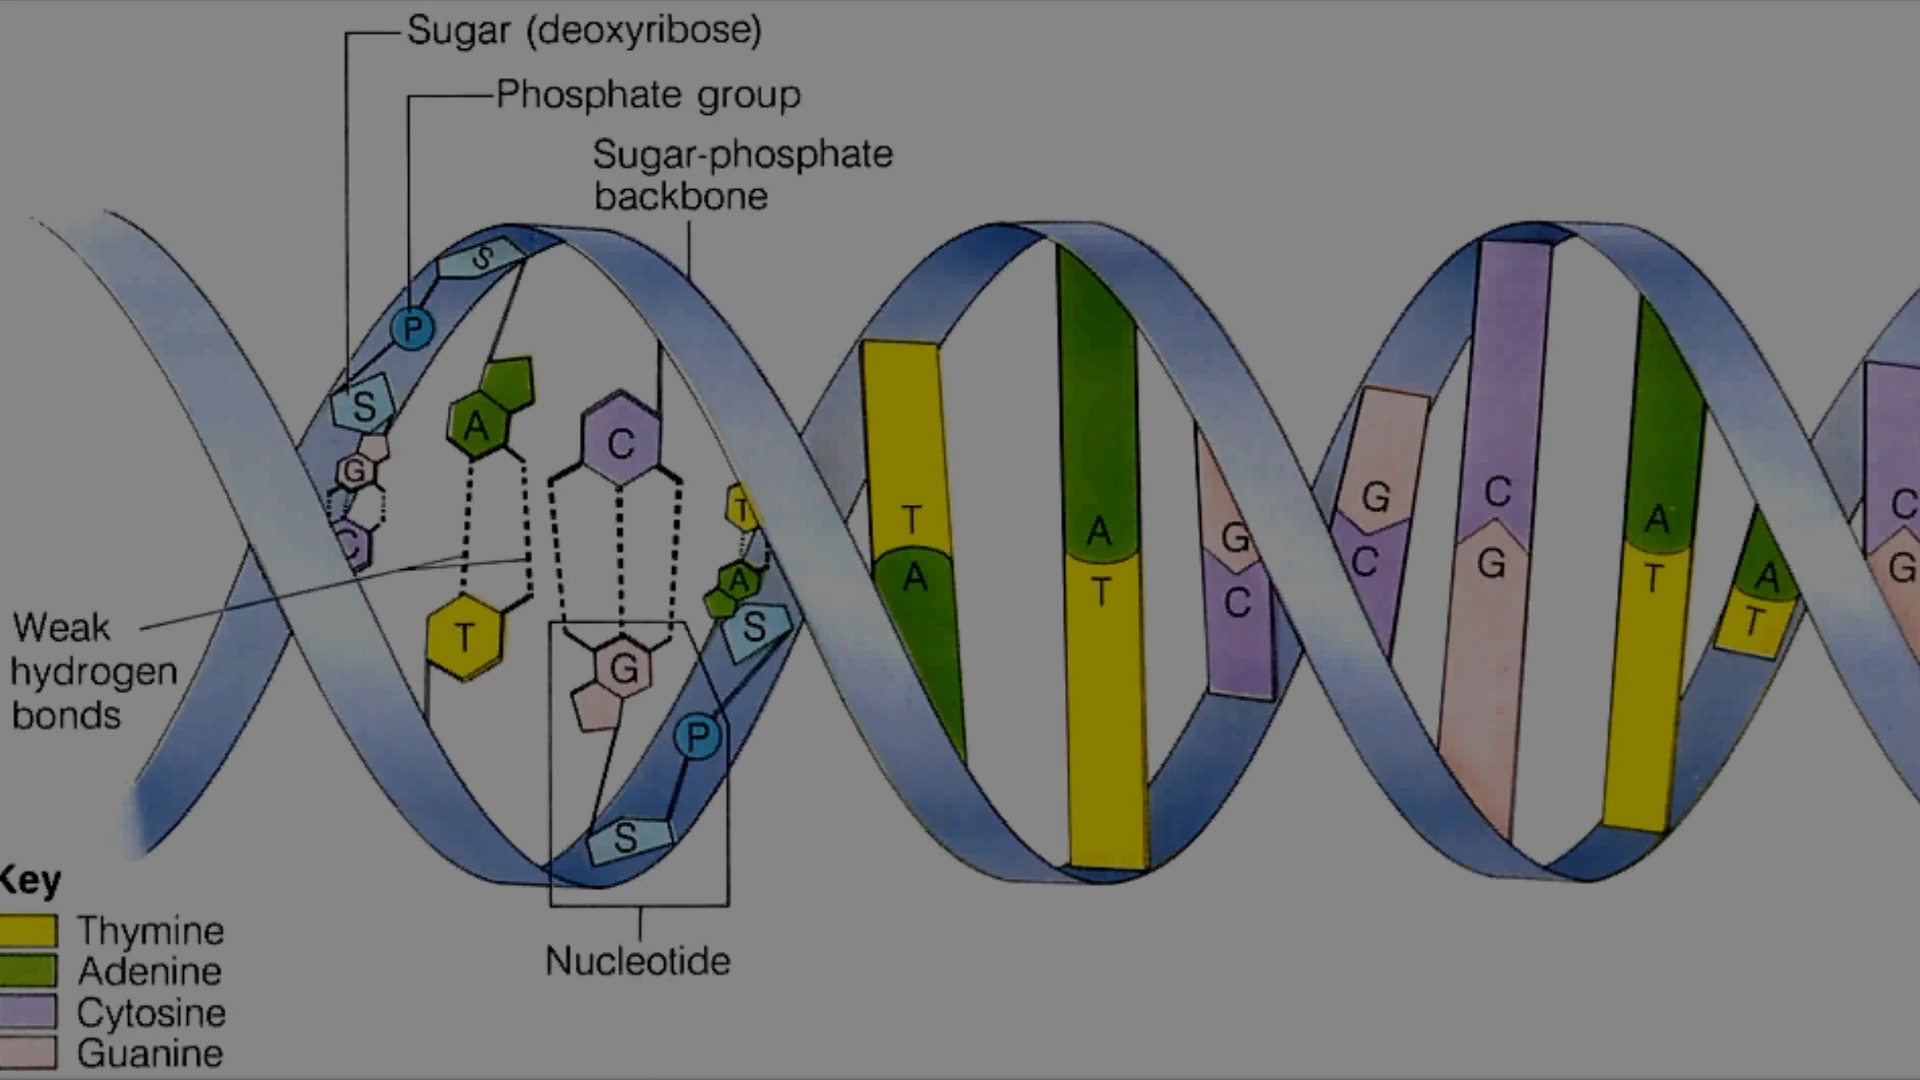 Sugar (deoxyribose)
Phosphate group
Sugar-phosphate
backbone
S
P
S
G
C
A
T
C
G
T
A
S
P
S
T
A
A
T
G
C
G
C
C
G
A
T
A
T
C
G
Weak
hydrogen
bonds
Nucleotide
Key
Thymine
Adenine
Cytosine
Guanine